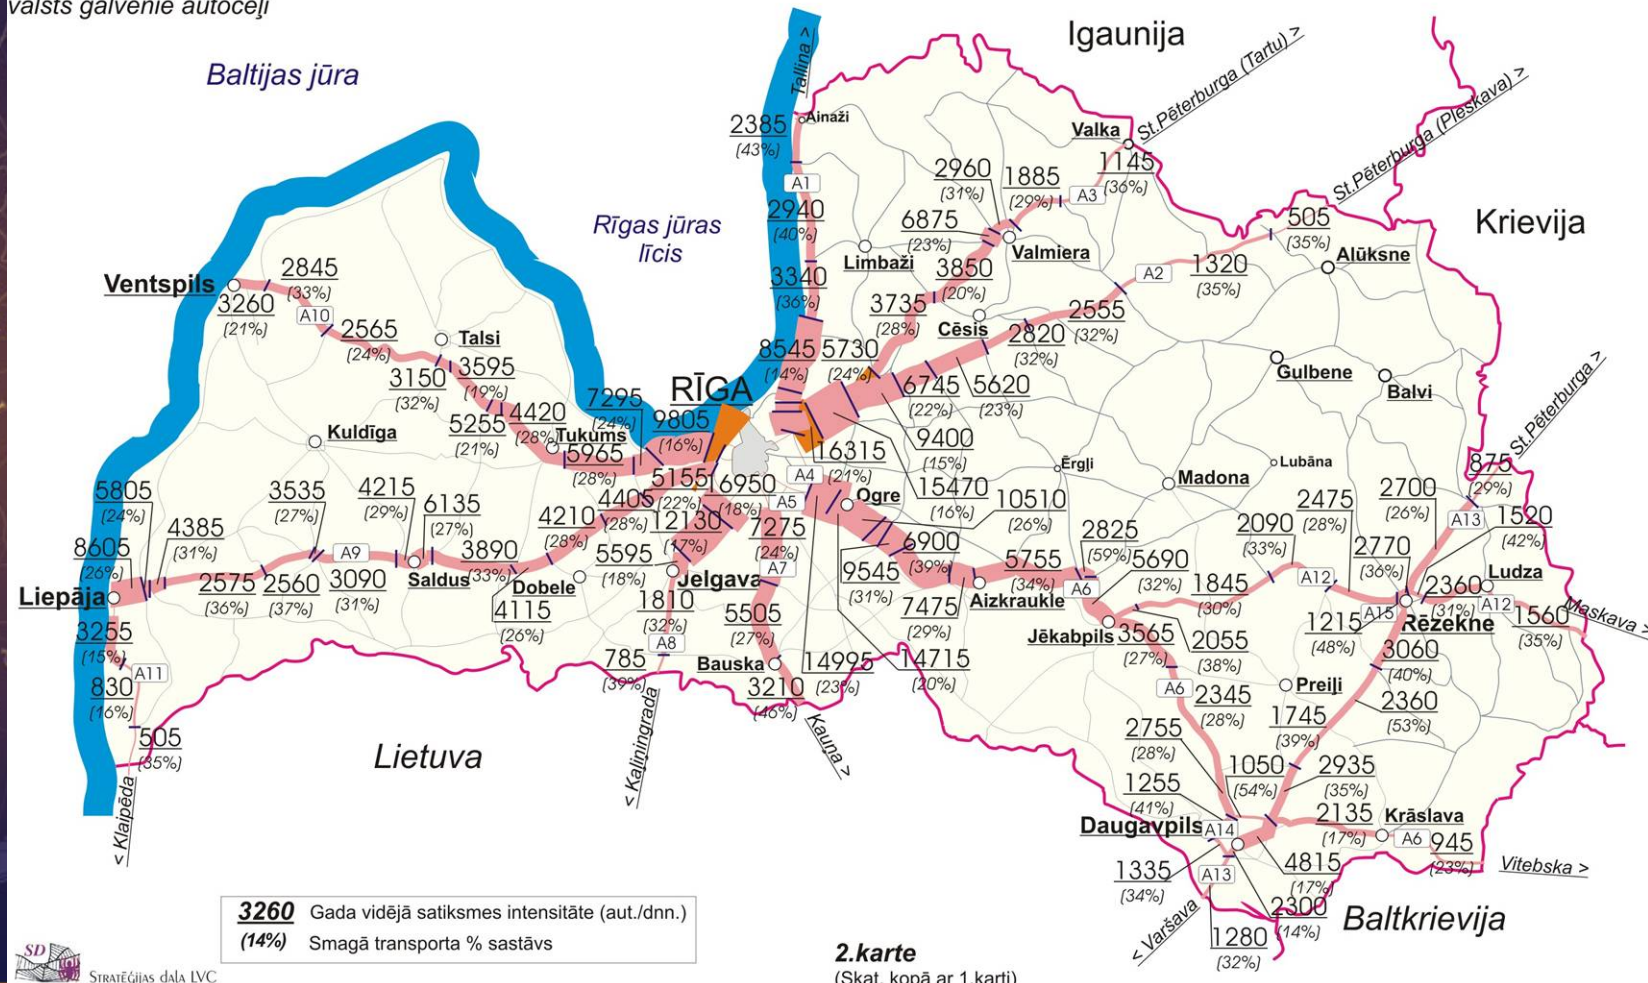 valsts galvenie autoceļi
Igaunija
Baltijas jūra
Tallina >
St.Pēterburga (Tartu) >
St.Pēterburga (Pleskava) >
Ainaži
2385
(43%)
Valka
1145
(36%)
A1
2960
(31%)
1885
(29%)
A3
2940
(40%)
505
(35%)
Krievija
Rīgas jūras
līcis
6875
(23%)
Valmiera
Limbaži
Alūksne
Ventspils
2845
(33%)
3260
(21%)
3340
(36%)
3850
(20%)
A2
1320
(35%)
A10
2565
(24%)
Talsi
3735
(28%)
Cēsis
2820
(32%)
2555
(32%)
3150
(32%)
3595
(19%)
8545
(14%)
5730
(24%)
6745
(22%)
5620
(23%)
Gulbene
Balvi
RĪGA
7295
(24%)
9805
(16%)
5255
(21%)
4420
(28%)
Tukums
5965
(28%)
Kuldīga
9400
(15%)
16315
(21%)
15470
(16%)
10510
(26%)
Ērgļi
Madona
Lubāna
St.Pēterburga >
875
(29%)
A4
A5
Ogre
5155
(22%)
16950
(18%)
4405
(28%)
12130
(17%)
7275
(24%)
5805
(24%)
4385
(31%)
3535
(27%)
4215
(29%)
6135
(27%)
4210
(28%)
2475
(28%)
2700
(26%)
A13
1520
(42%)
2825
(59%)
2090
(33%)
2770
(36%)
8605
(26%)
A9
3890
(33%)
5595
(18%)
Jelgava
A7
6900
(39%)
9545
(31%)
5755
(34%)
5690
(32%)
A6
A12
Ludza
Liepāja
2575
(36%)
2560
(37%)
3090
(31%)
Saldus
Dobele
4115
(26%)
1810
(32%)
5505
(27%)
7475
(29%)
Aizkraukle
1845
(30%)
A15
2360
(31%)
A12
1560
(35%)
Maskava >
Rēzekne
1215
(48%)
3255
(15%)
A11
830
(16%)
A8
785
(39%)
Bauska
3210
(46%)
14995
(23%)
14715
(20%)
Jēkabpils
3565
(27%)
2055
(38%)
3060
(40%)
Preiļi
A6
2345
(28%)
1745
(39%)
2360
(53%)
505
(35%)
Lietuva
< Klaipēda
< Kaļiņingrada
Kauņa >
2755
(28%)
1050
(54%)
2935
(35%)
1255
(41%)
Daugavpils
A14
2135
(17%)
Krāslava
A6
945
(23%)
Vitebska >
1335
(34%)
A13
4815
(17%)
2300
(14%)
< Varšava
1280
(32%)
Baltkrievija
3260 Gada vidējā satiksmes intensitāte (aut./dnn.)
(14%) Smagā transporta % sastāvs
SD
STRATĒĢIJAS DAĻA LVC
2.karte
(Skat. kopā ar 1.karti)